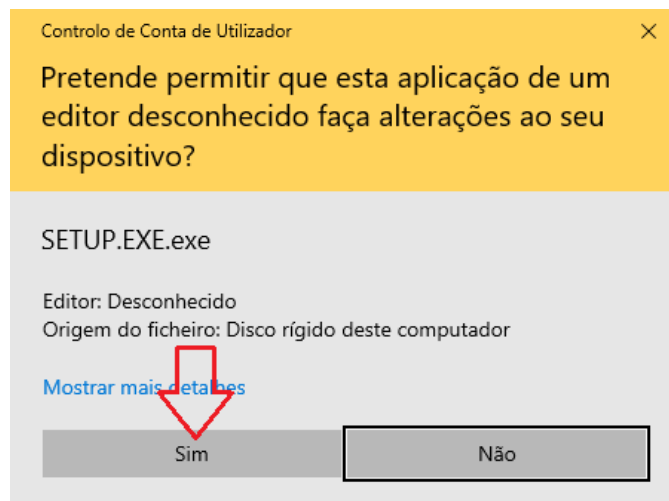 Controlo de Conta de Utilizador
Pretende permitir que esta aplicação de um
editor desconhecido faça alterações ao seu
dispositivo?
SETUP.EXE.exe
Editor: Desconhecido
Origem do ficheiro: Disco rígido deste computador
Mostrar mais detalhes
Sim
Não